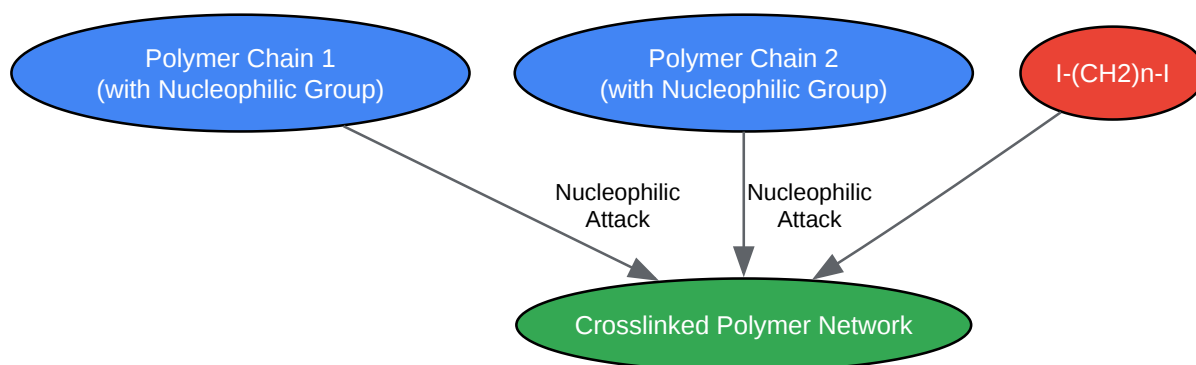 Polymer Chain 1
(with Nucleophilic Group)
Polymer Chain 2
(with Nucleophilic Group)
I-(CH2)n-I
Nucleophilic
Attack
Nucleophilic
Attack
Crosslinked Polymer Network